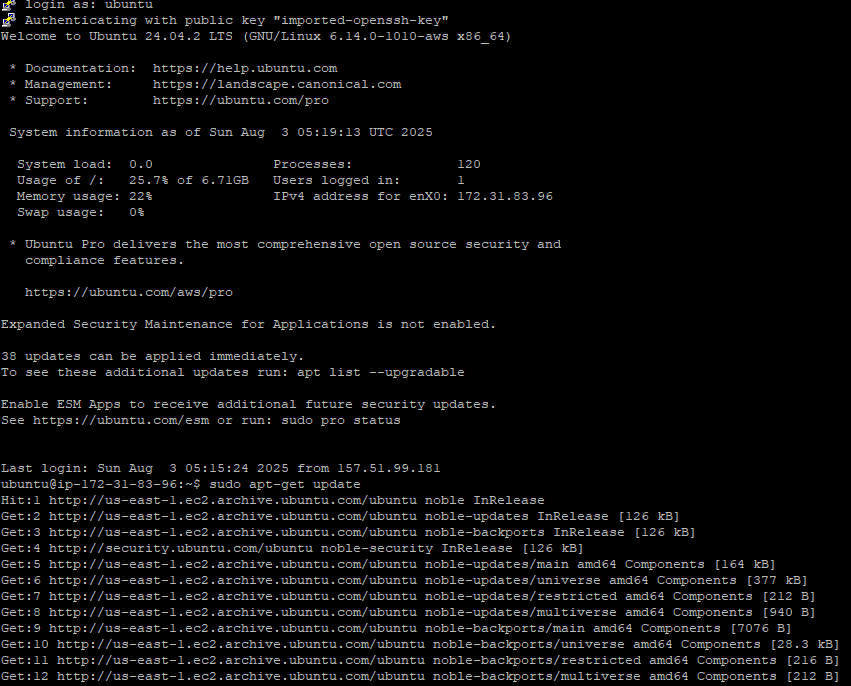 login as: ubuntu
Authenticating with public key "imported-openssh-key"
Welcome to Ubuntu 24.04.2 LTS (GNU/Linux 6.14.0-1010-aws x86_64)
* Documentation:  https://help.ubuntu.com
* Management:     https://landscape.canonical.com
* Support:        https://ubuntu.com/pro
System information as of Sun Aug  3 05:19:13 UTC 2025
System load:  0.0               Processes:             120
Usage of /:   25.7% of 6.71GB   Users logged in:       1
Memory usage: 22%               IPv4 address for enX0: 172.31.83.96
Swap usage:   0%
* Ubuntu Pro delivers the most comprehensive open source security and
compliance features.
https://ubuntu.com/aws/pro
Expanded Security Maintenance for Applications is not enabled.
38 updates can be applied immediately.
To see these additional updates run: apt list --upgradable
Enable ESM Apps to receive additional future security updates.
See https://ubuntu.com/esm or run: sudo pro status
Last login: Sun Aug  3 05:15:24 2025 from 157.51.99.181
ubuntu@ip-172-31-83-96:~$ sudo apt-get update
Hit:1 http://us-east-1.ec2.archive.ubuntu.com/ubuntu noble InRelease
Get:2 http://us-east-1.ec2.archive.ubuntu.com/ubuntu noble-updates InRelease [126 kB]
Get:3 http://us-east-1.ec2.archive.ubuntu.com/ubuntu noble-backports InRelease [126 kB]
Get:4 http://security.ubuntu.com/ubuntu noble-security InRelease [126 kB]
Get:5 http://us-east-1.ec2.archive.ubuntu.com/ubuntu noble-updates/main amd64 Components [164 kB]
Get:6 http://us-east-1.ec2.archive.ubuntu.com/ubuntu noble-updates/universe amd64 Components [377 kB]
Get:7 http://us-east-1.ec2.archive.ubuntu.com/ubuntu noble-updates/restricted amd64 Components [212 B]
Get:8 http://us-east-1.ec2.archive.ubuntu.com/ubuntu noble-updates/multiverse amd64 Components [940 B]
Get:9 http://us-east-1.ec2.archive.ubuntu.com/ubuntu noble-backports/main amd64 Components [7076 B]
Get:10 http://us-east-1.ec2.archive.ubuntu.com/ubuntu noble-backports/universe amd64 Components [28.3 kB]
Get:11 http://us-east-1.ec2.archive.ubuntu.com/ubuntu noble-backports/restricted amd64 Components [216 B]
Get:12 http://us-east-1.ec2.archive.ubuntu.com/ubuntu noble-backports/multiverse amd64 Components [212 B]